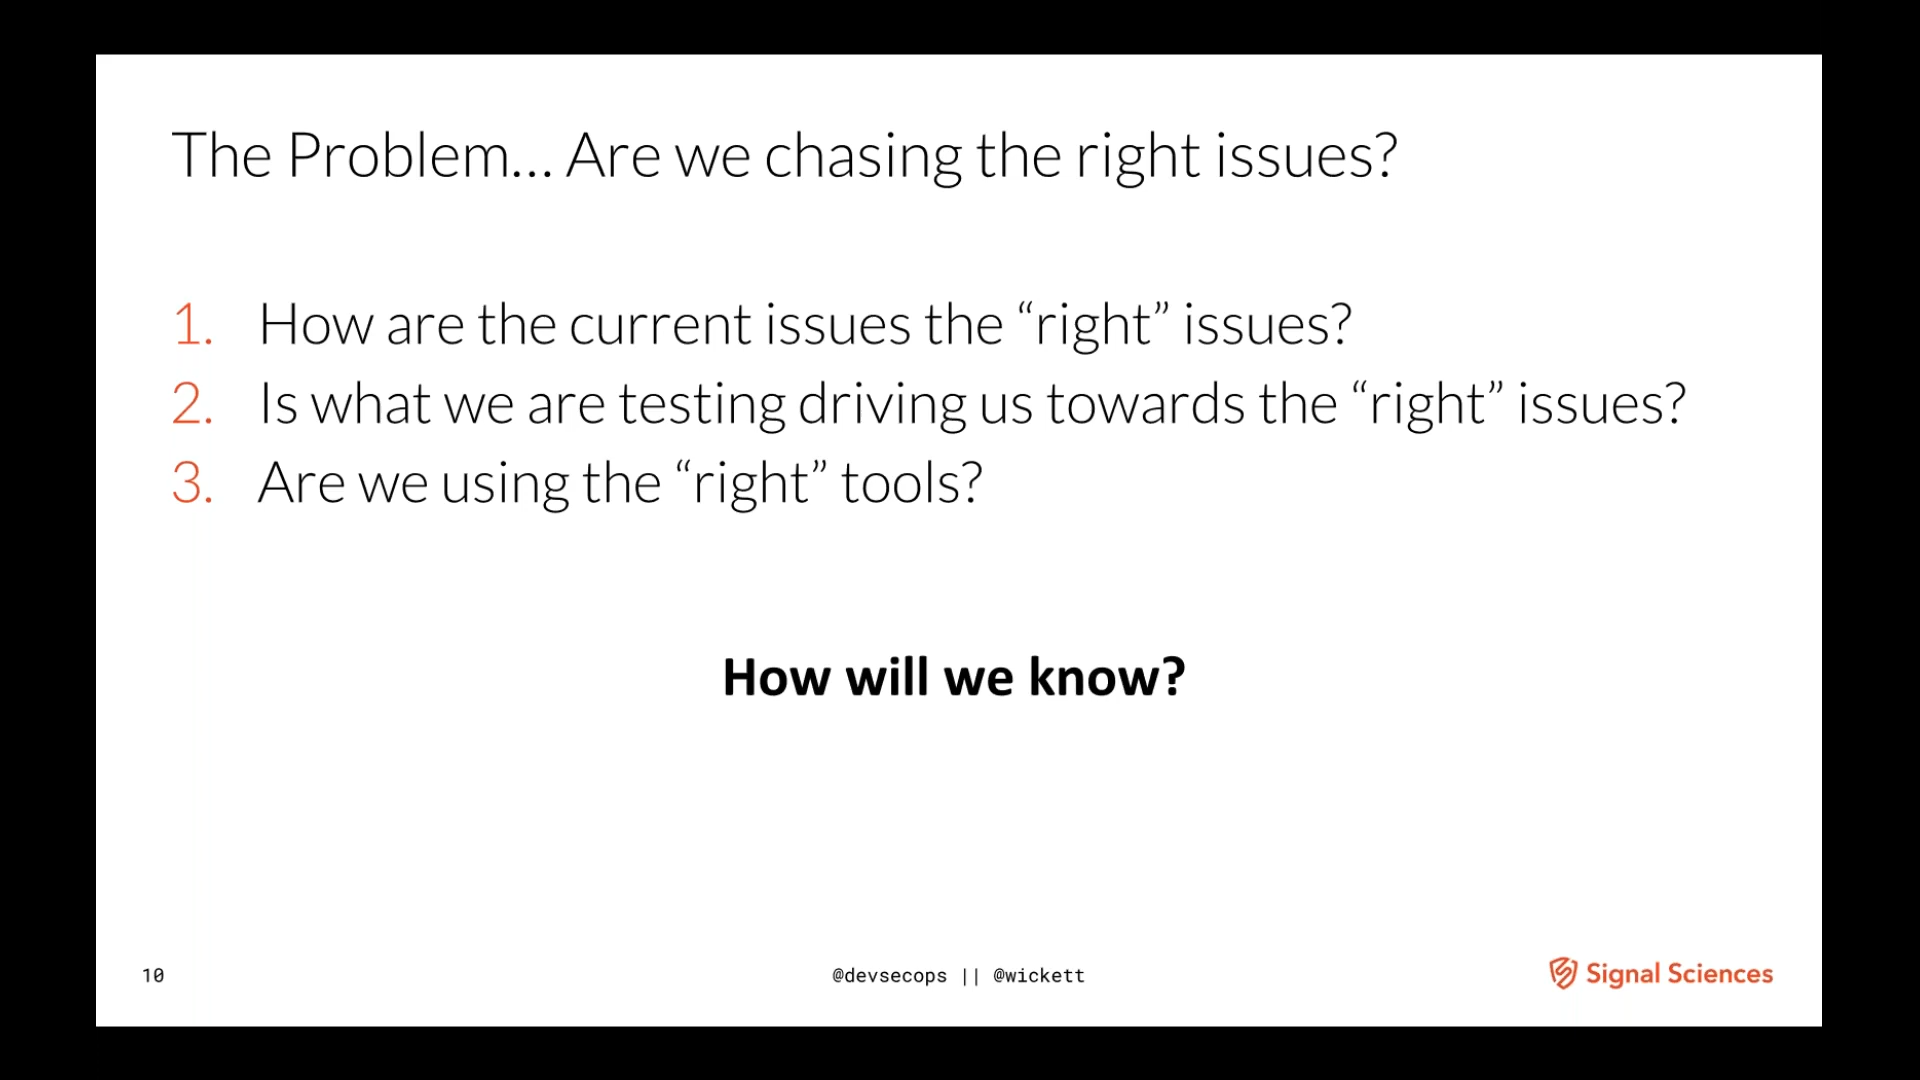 The Problem... Are we chasing the right issues?
1. How are the current issues the “right” issues?
2. Is what we are testing driving us towards the “right” issues?
3. Are we using the “right” tools?
How will we know?
10
@devsecops || @wickett
Signal Sciences